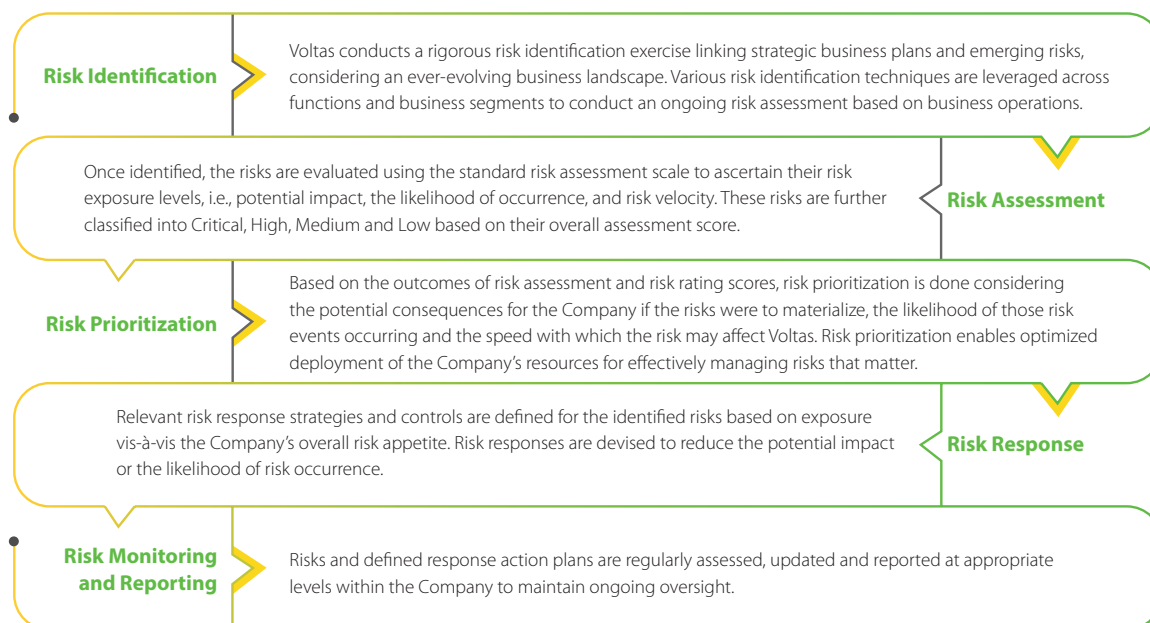 Risk Identification
Voltas conducts a rigorous risk identification exercise linking strategic business plans and emerging risks,
considering an ever-evolving business landscape. Various risk identification techniques are leveraged across
functions and business segments to conduct an ongoing risk assessment based on business operations.
Once identified, the risks are evaluated using the standard risk assessment scale to ascertain their risk
exposure levels, i.e., potential impact, the likelihood of occurrence, and risk velocity. These risks are further
classified into Critical, High, Medium and Low based on their overall assessment score.
Risk Assessment
Risk Prioritization
Based on the outcomes of risk assessment and risk rating scores, risk prioritization is done considering
the potential consequences for the Company if the risks were to materialize, the likelihood of those risk
events occurring and the speed with which the risk may affect Voltas. Risk prioritization enables optimized
deployment of the Company's resources for effectively managing risks that matter.
Relevant risk response strategies and controls are defined for the identified risks based on exposure
vis-à-vis the Company's overall risk appetite. Risk responses are devised to reduce the potential impact
or the likelihood of risk occurrence.
Risk Response
Risk Monitoring
and Reporting
Risks and defined response action plans are regularly assessed, updated and reported at appropriate
levels within the Company to maintain ongoing oversight.